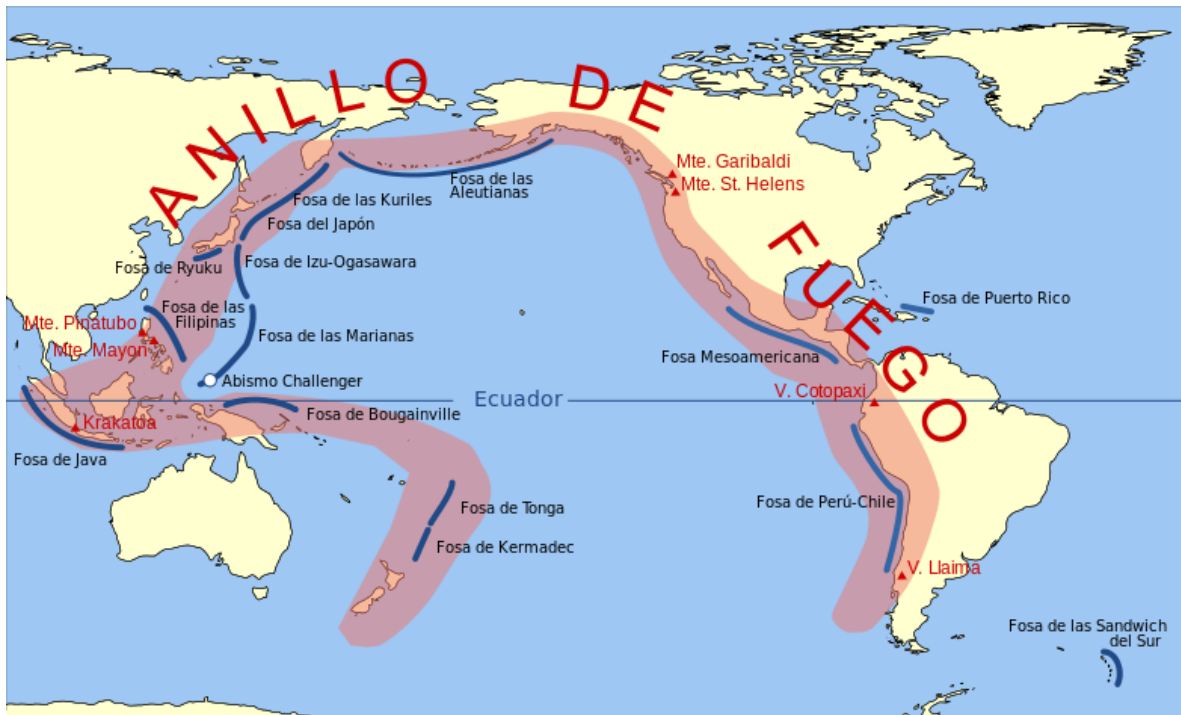 ANILLO DE FUEGO
Mte. Garibaldi
Mte. St. Helens
Fosa de las
Aleutianas
Fosa de las Kuriles
Fosa del Japón
Fosa de Izu-Ogasawara
Fosa de Ryuku
Fosa de las
Filipinas
Mte. Pinatubo
Mte. Mayon
Fosa de las Marianas
Abismo Challenger
Fosa de Puerto Rico
Fosa Mesoamericana
V. Cotopaxi
Ecuador
Fosa de Bougainville
Krakatoa
Fosa de Java
Fosa de Tonga
Fosa de Kermadec
Fosa de Perú-Chile
V. Llaima
Fosa de las Sandwich
del Sur